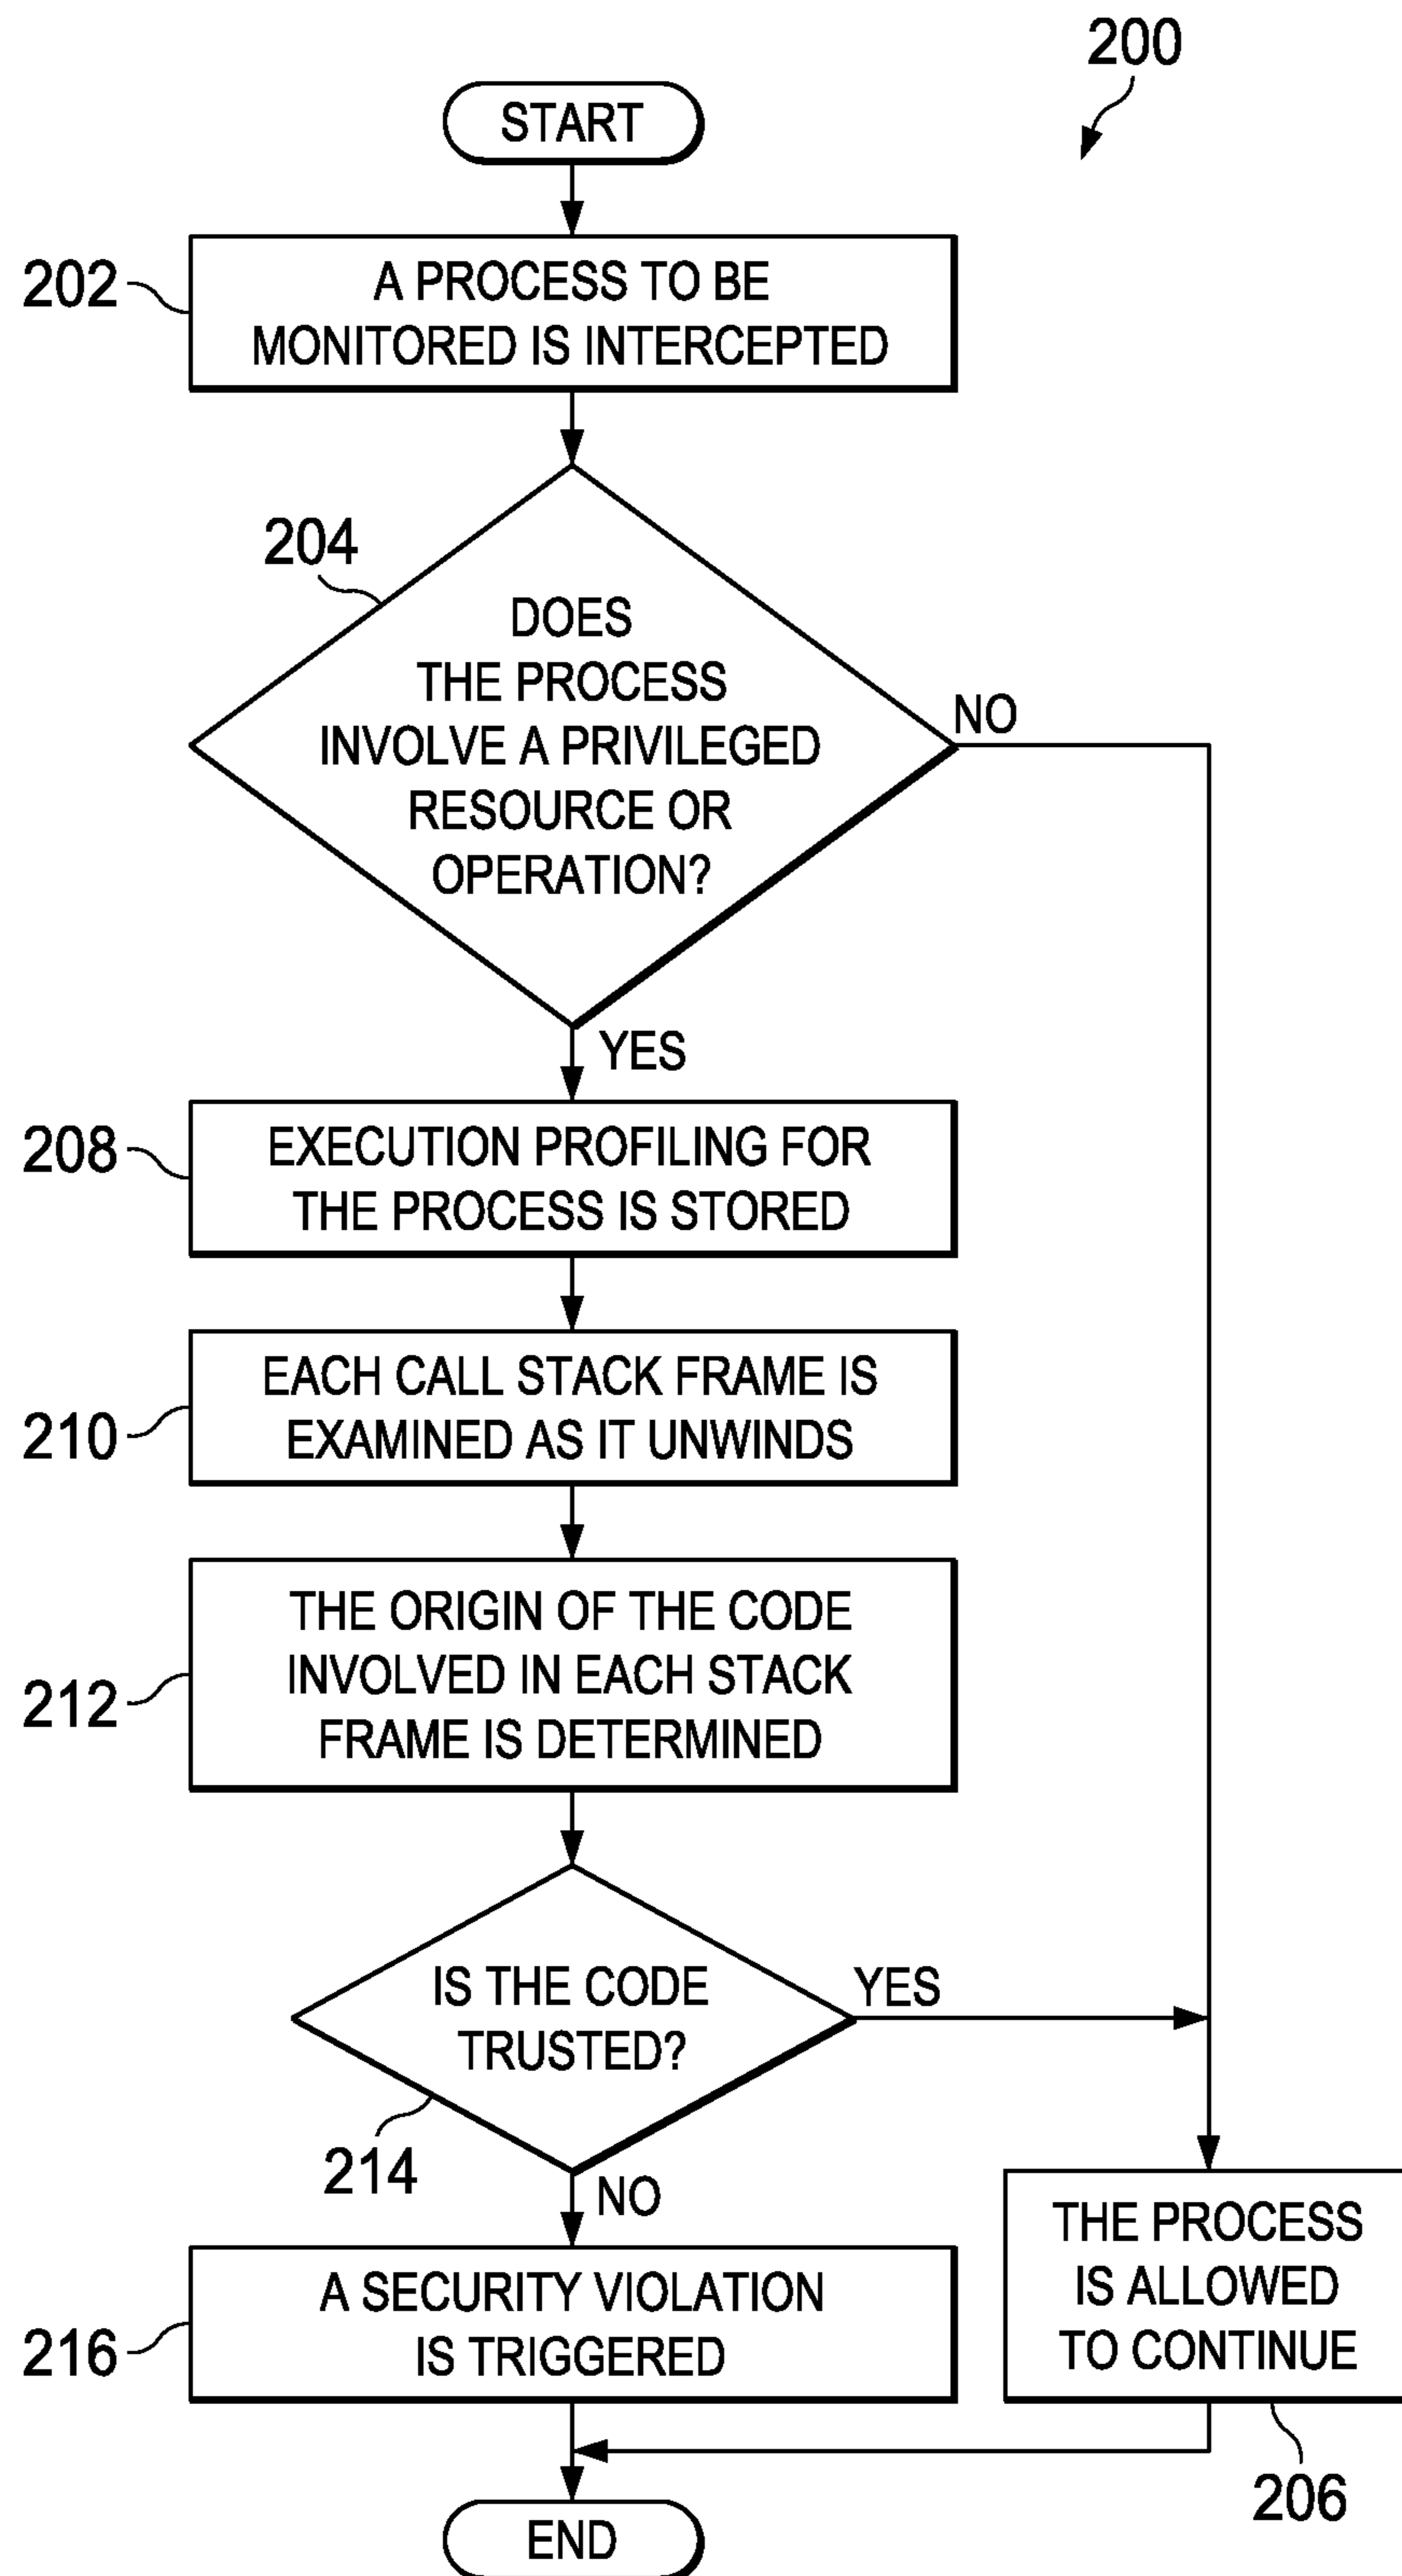 200
START
202
A PROCESS TO BE
MONITORED IS INTERCEPTED
204
DOES
THE PROCESS
INVOLVE A PRIVILEGED
RESOURCE OR
OPERATION?
NO
YES
208
EXECUTION PROFILING FOR
THE PROCESS IS STORED
210
EACH CALL STACK FRAME IS
EXAMINED AS IT UNWINDS
212
THE ORIGIN OF THE CODE
INVOLVED IN EACH STACK
FRAME IS DETERMINED
IS THE CODE
TRUSTED?
YES
214
NO
216
A SECURITY VIOLATION
IS TRIGGERED
THE PROCESS
IS ALLOWED
TO CONTINUE
206
END